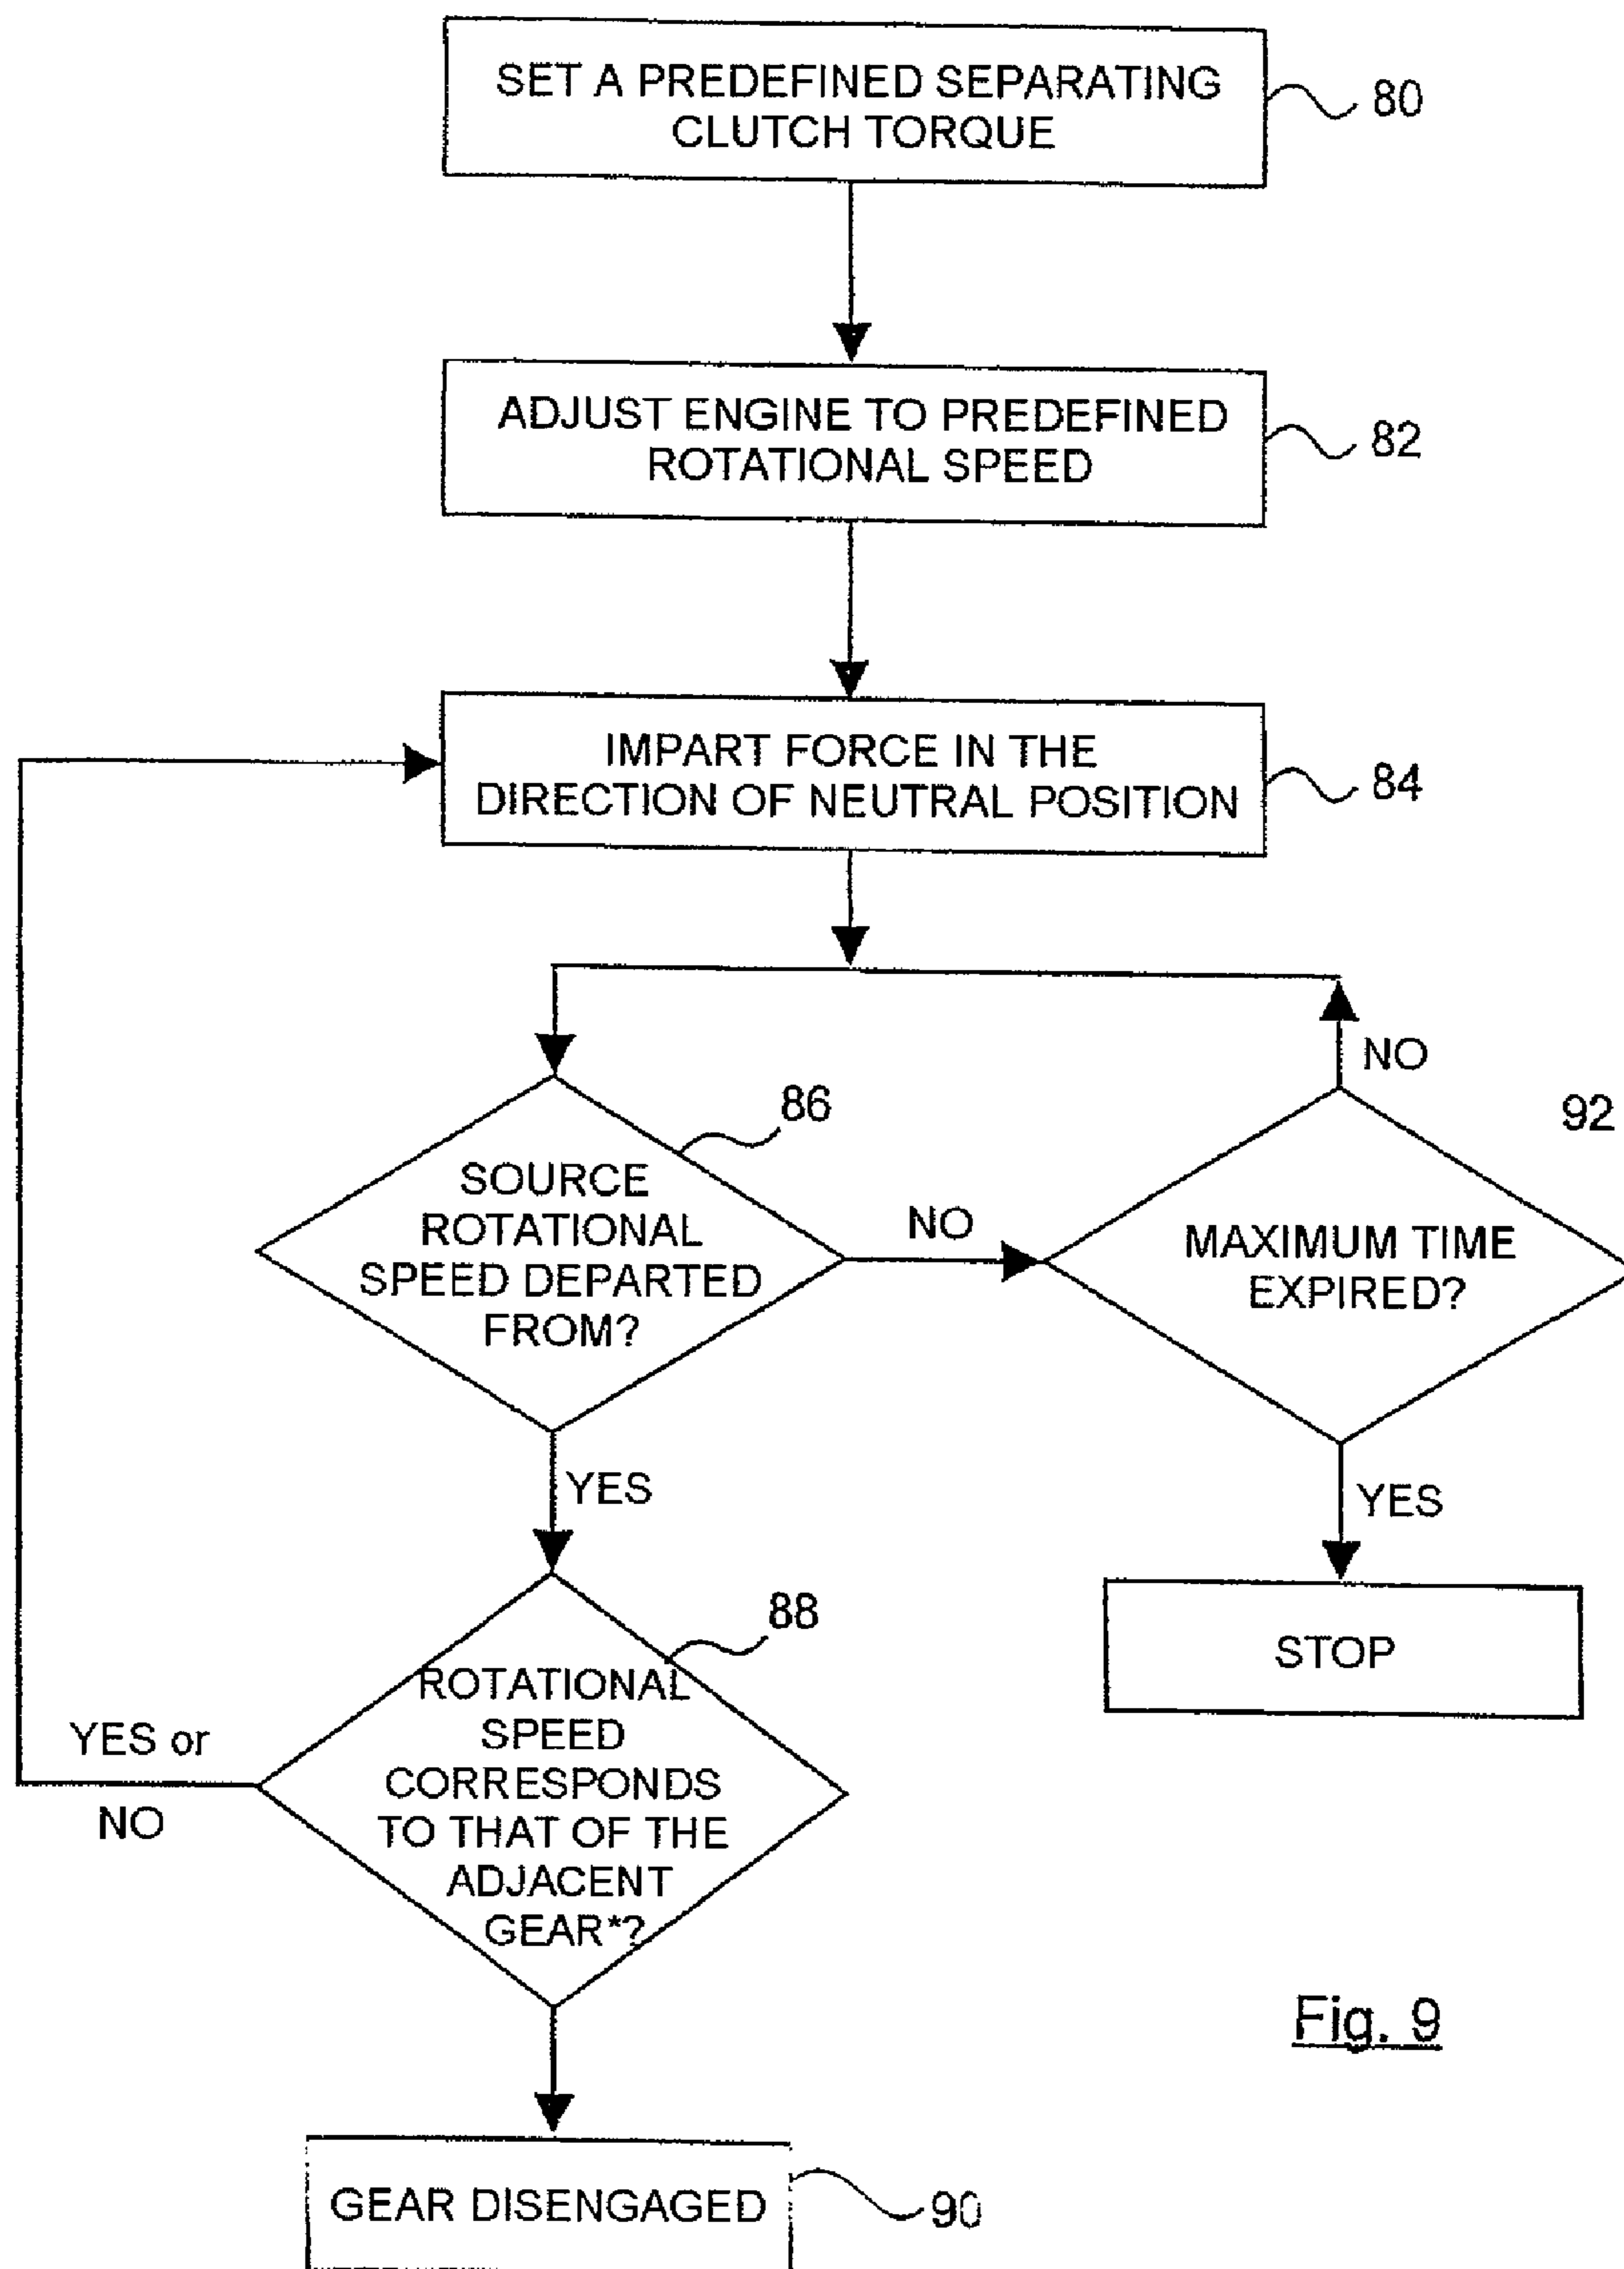 SET A PREDEFINED SEPARATING
CLUTCH TORQUE
80
ADJUST ENGINE TO PREDEFINED
ROTATIONAL SPEED
82
IMPART FORCE IN THE
DIRECTION OF NEUTRAL POSITION
84
NO
92
86
SOURCE
ROTATIONAL
SPEED DEPARTED
FROM?
NO
MAXIMUM TIME
EXPIRED?
YES
YES
88
ROTATIONAL
SPEED
CORRESPONDS
TO THAT OF THE
ADJACENT
GEAR*?
STOP
YES or
NO
Fig. 9
GEAR DISENGAGED
90